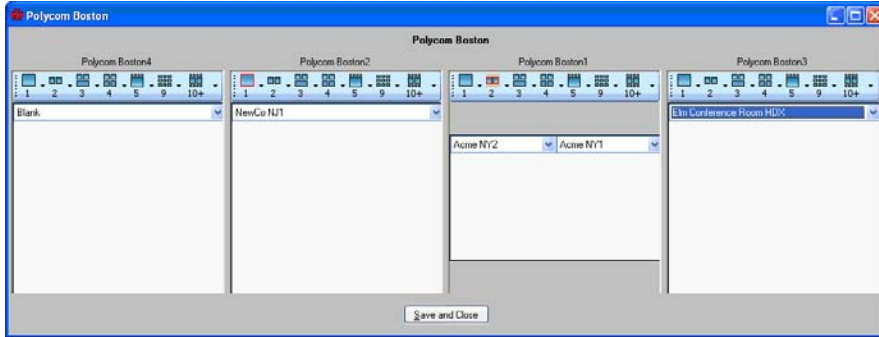 Polycom Boston
Polycom Boston
Polycom Boston4
Polycom Boston2
Polycom Boston1
Polycom Boston3
1 2 3 4 5 9 10+
1 2 3 4 5 9 10+
1 2 3 4 5 9 10+
1 2 3 4 5 9 10+
Blank
NewCo NJ1
Elm Conference Room HDX
Acme NY2
Acme NY1
Save and Close